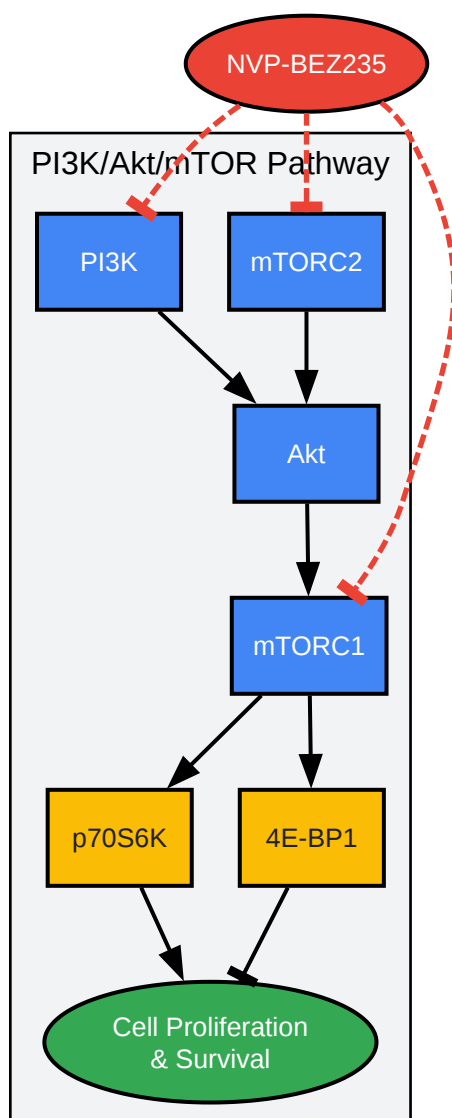 NVP-BEZ235
PI3K/Akt/mTOR Pathway
PI3K
mTORC2
Akt
mTORC1
p70S6K
4E-BP1
Cell Proliferation
& Survival